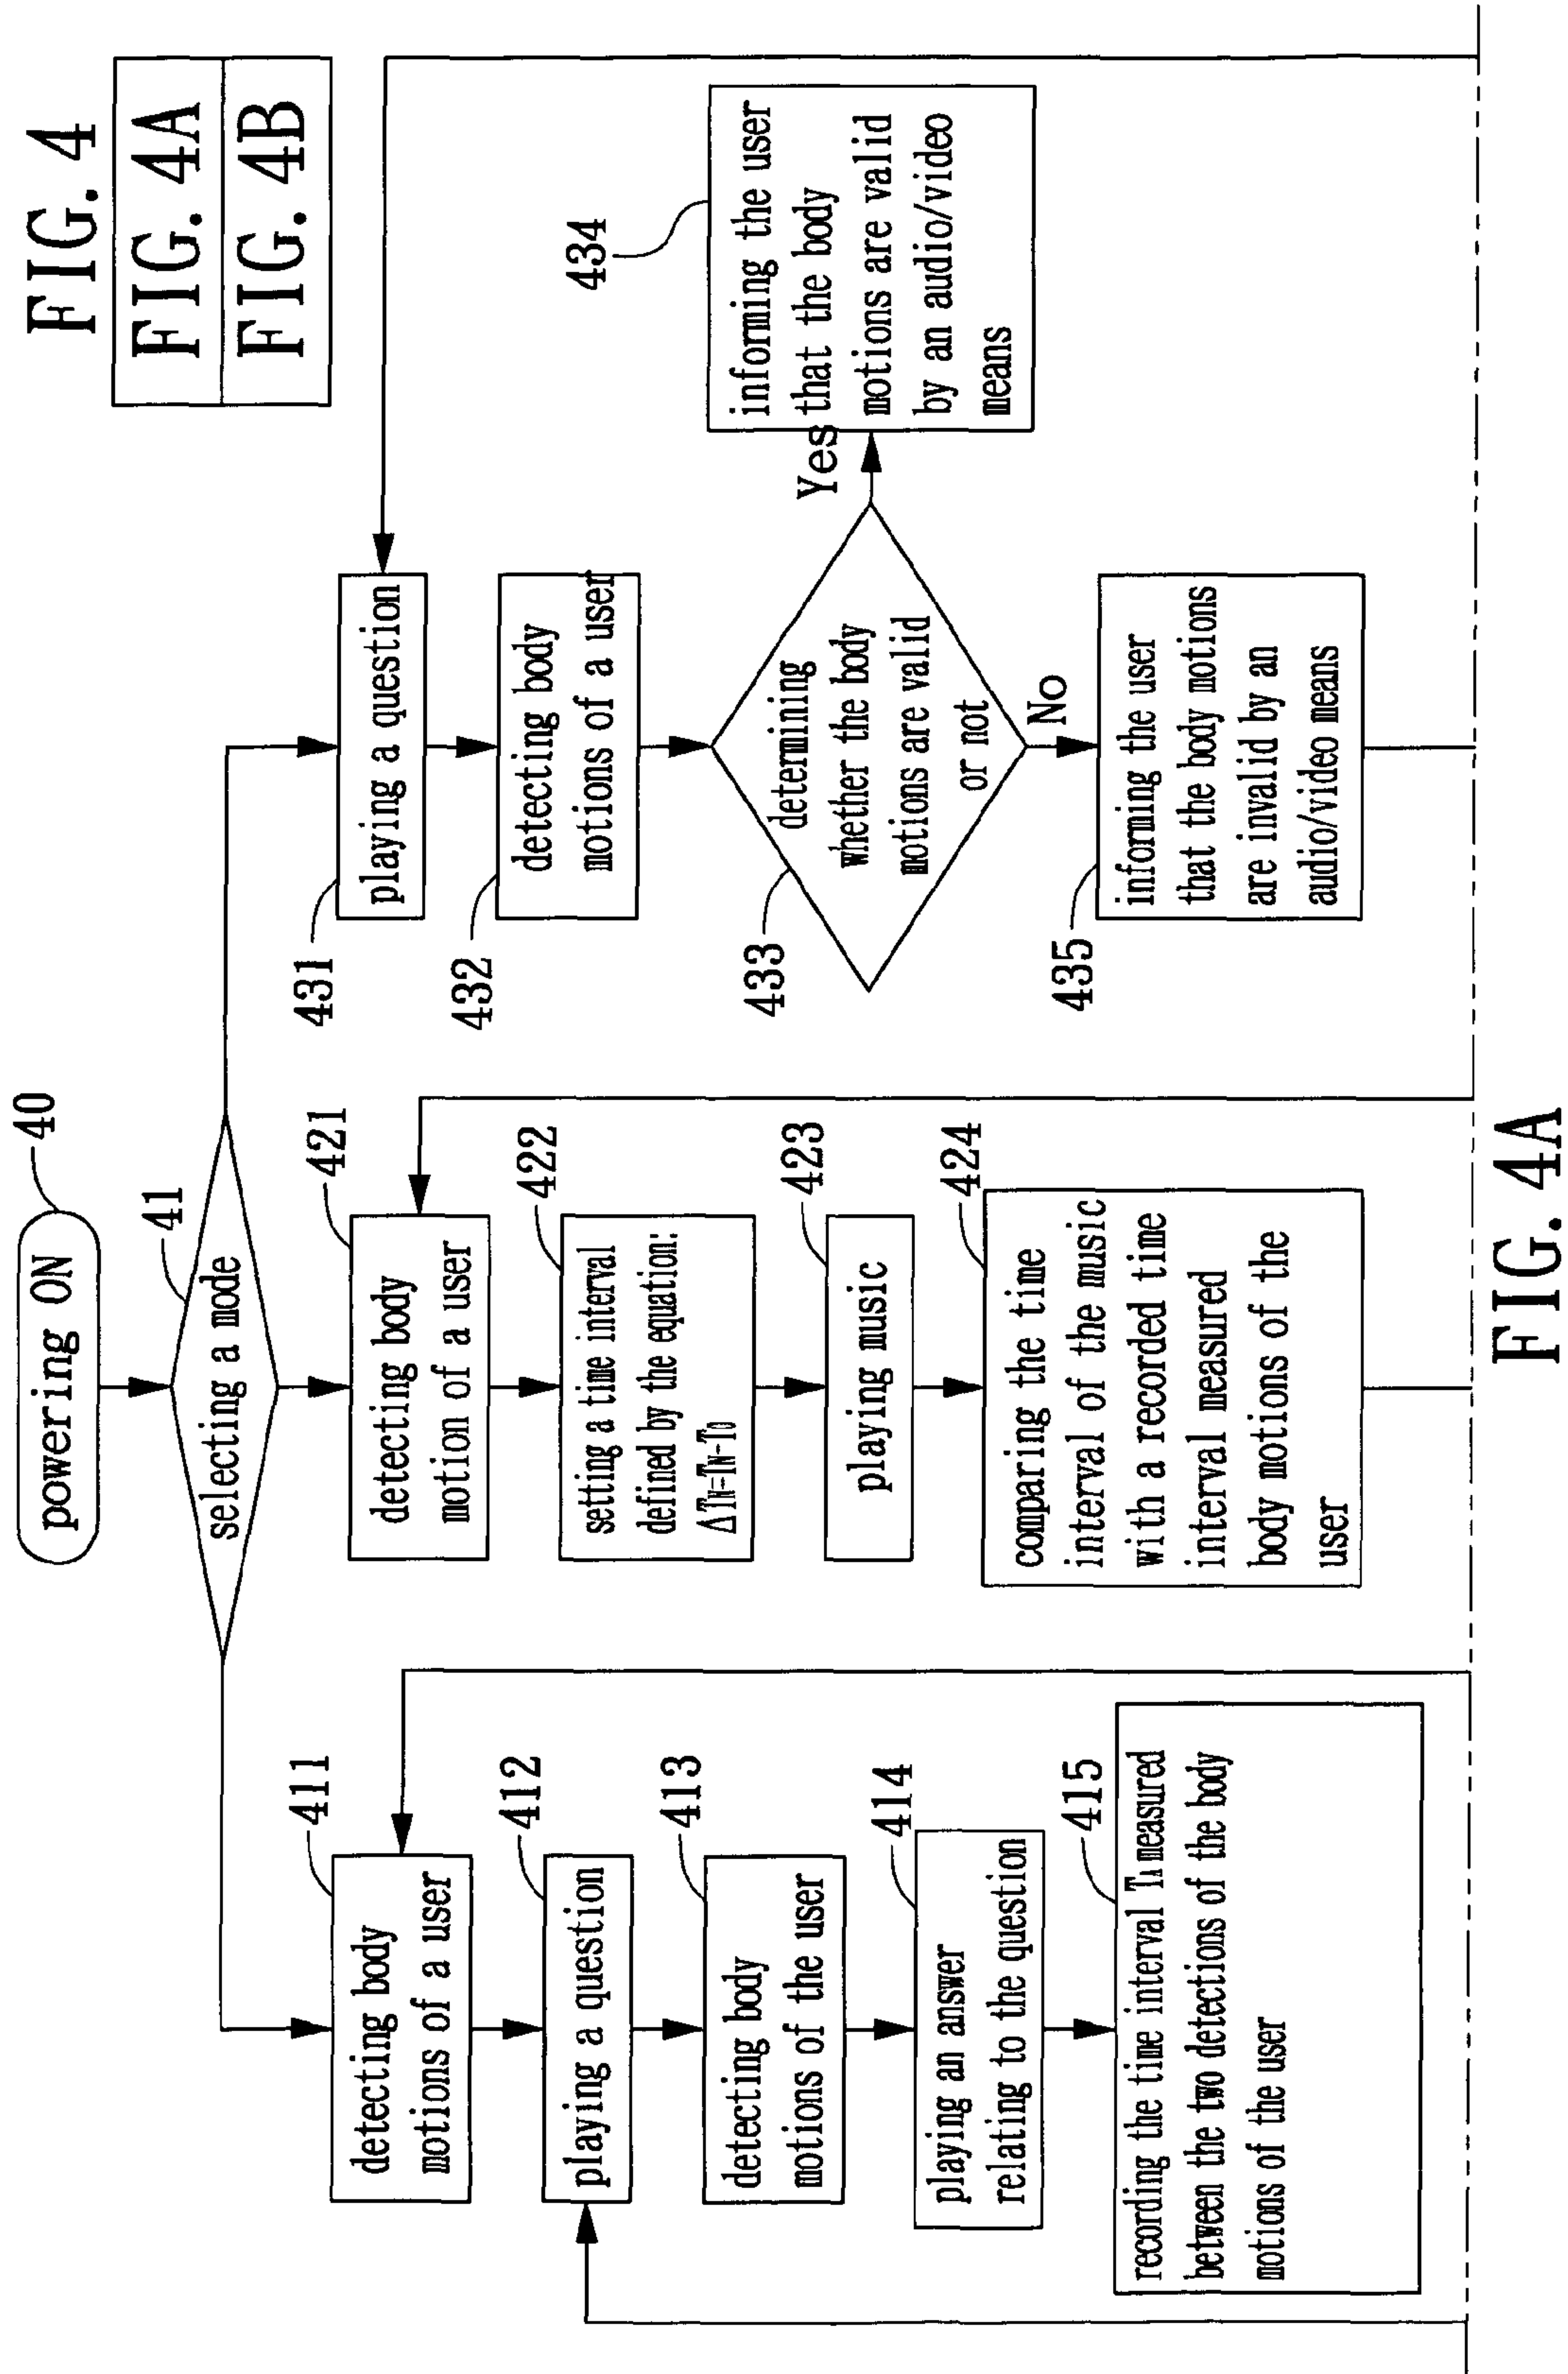 FIG. 4
FIG. 4A
FIG. 4B
powering ON
40
selecting a mode
41
411
detecting body
motions of a user
412
playing a question
413
detecting body
motions of the user
414
playing an answer
relating to the question
415
recording the time interval TA measured
between the two detections of the body
motions of the user
421
detecting body
motion of a user
422
setting a time interval
defined by the equation:
ΔTN=TN-T0
423
playing music
424
comparing the time
interval of the music
with a recorded time
interval measured
body motions of the
user
431
playing a question
432
detecting body
motions of a user
433
determining
whether the body
motions are valid
or not
Yes
No
434
informing the user
that the body
motions are valid
by an audio/video
means
435
informing the user
that the body motions
are invalid by an
audio/video means
FIG. 4A